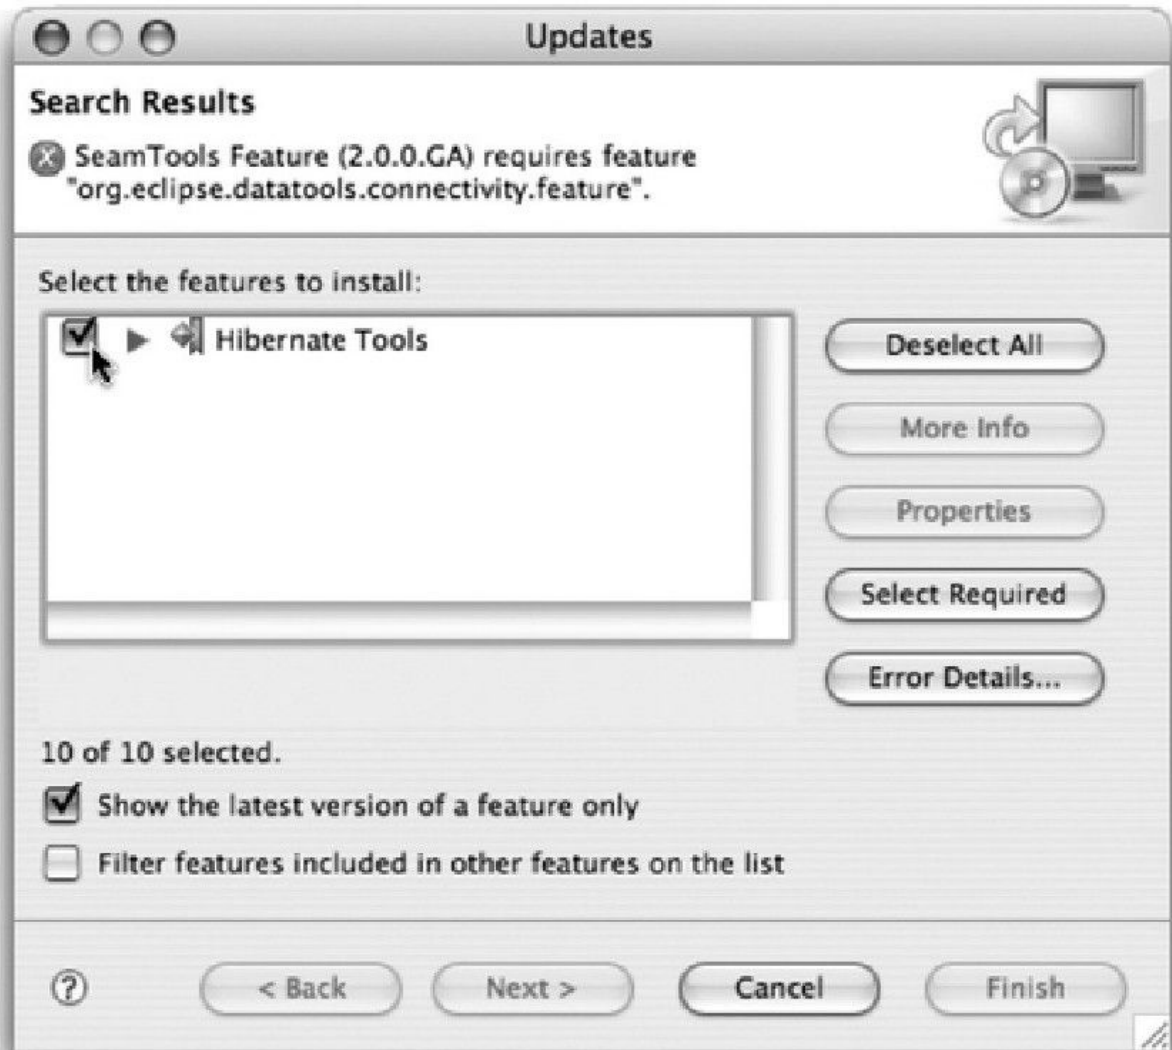 Updates
Search Results
SeamTools Feature (2.0.0.GA) requires feature
"org.eclipse.datatools.connectivity.feature".
Select the features to install:
Hibernate Tools
Deselect All
More Info
Properties
Select Required
Error Details...
10 of 10 selected.
Show the latest version of a feature only
Filter features included in other features on the list
?
< Back
Next >
Cancel
Finish